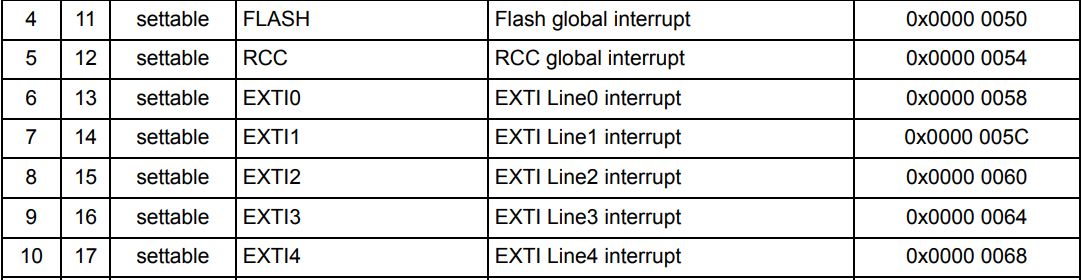 4 11 settable FLASH Flash global interrupt 0x0000 0050
5 12 settable RCC RCC global interrupt 0x0000 0054
6 13 settable EXTI0 EXTI Line0 interrupt 0x0000 0058
7 14 settable EXTI1 EXTI Line1 interrupt 0x0000 005C
8 15 settable EXTI2 EXTI Line2 interrupt 0x0000 0060
9 16 settable EXTI3 EXTI Line3 interrupt 0x0000 0064
10 17 settable EXTI4 EXTI Line4 interrupt 0x0000 0068